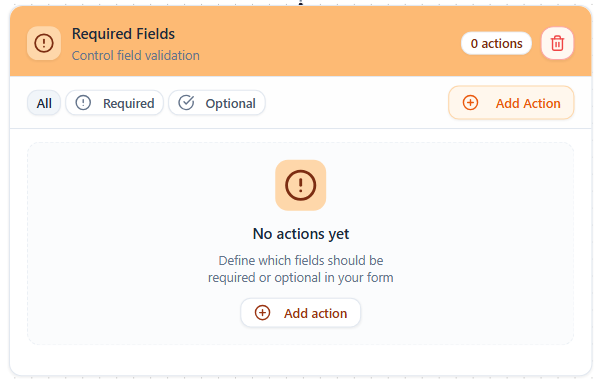 Required Fields
Control field validation
0 actions
All
Required
Optional
Add Action
No actions yet
Define which fields should be
required or optional in your form
Add action